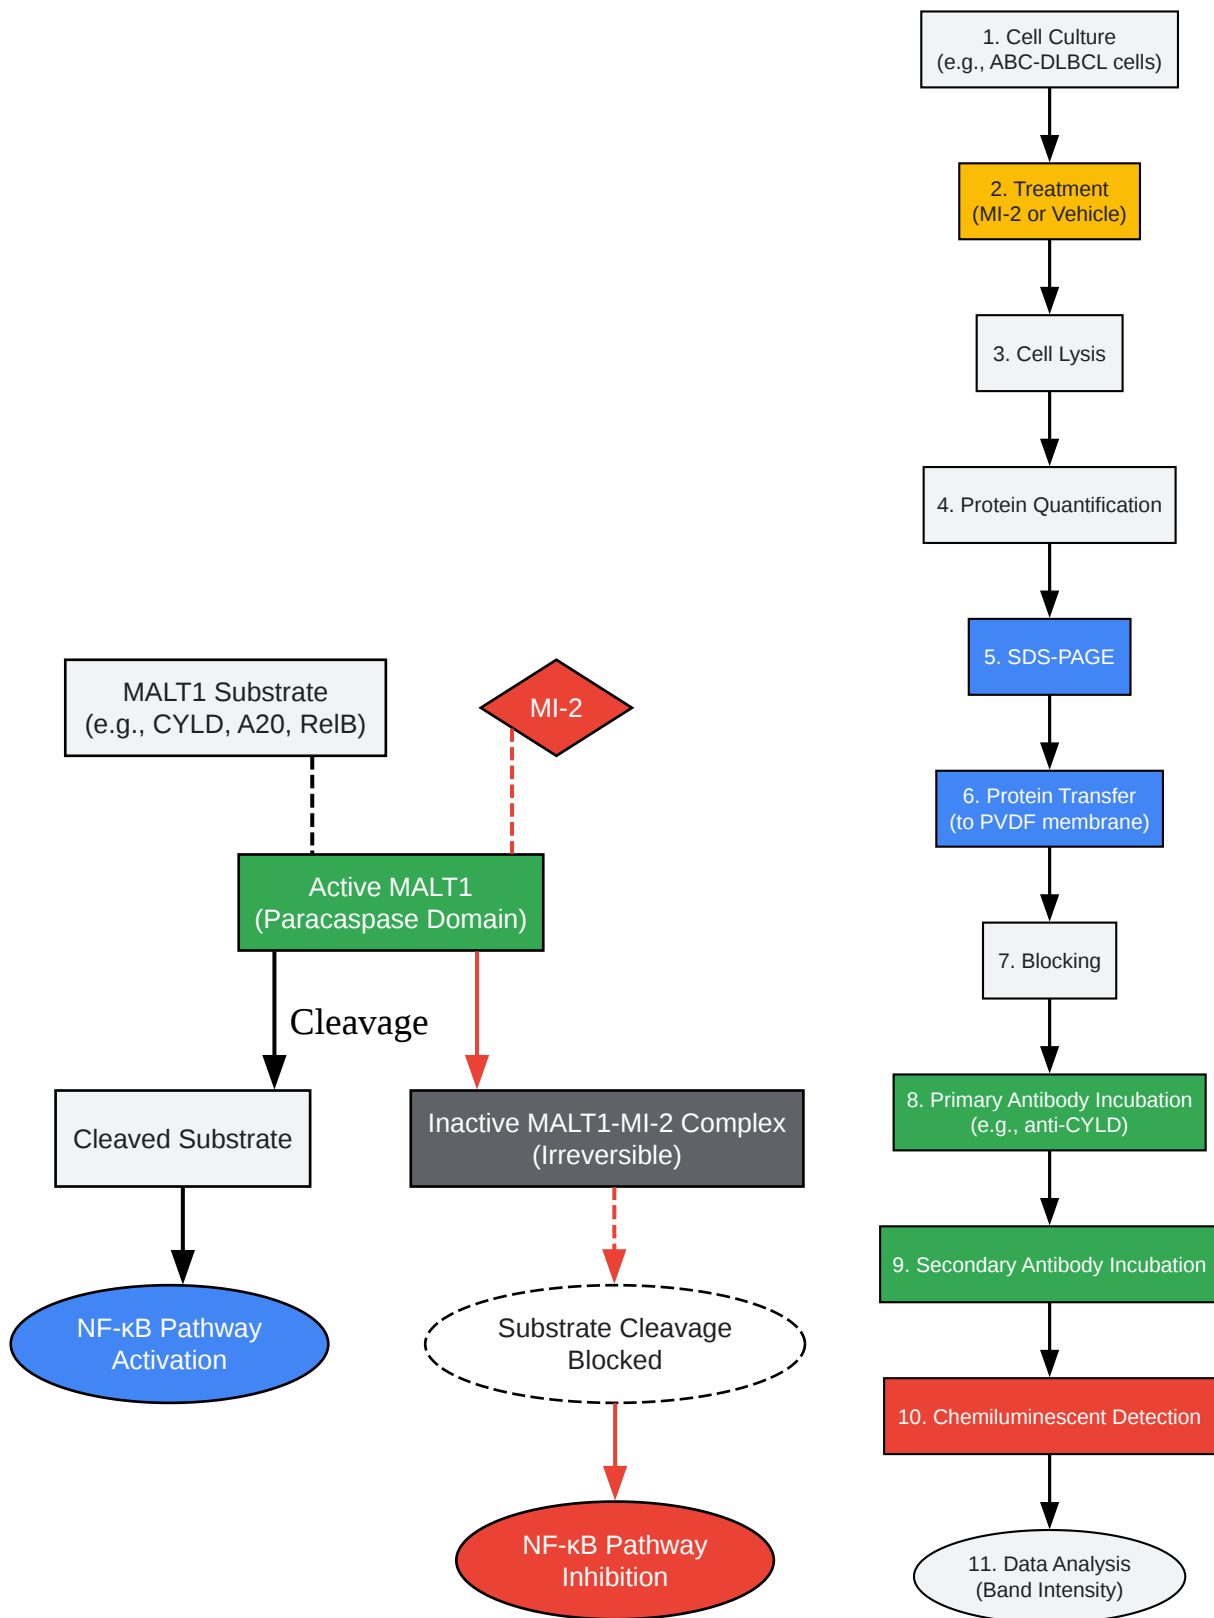 MALT1 Substrate
(e.g., CYLD, A20, RelB)
MI-2
Active MALT1
(Paracaspase Domain)
Cleavage
Cleaved Substrate
Inactive MALT1-MI-2 Complex
(Irreversible)
NF-κB Pathway
Activation
Substrate Cleavage
Blocked
NF-κB Pathway
Inhibition
1. Cell Culture
(e.g., ABC-DLBCL cells)
2. Treatment
(MI-2 or Vehicle)
3. Cell Lysis
4. Protein Quantification
5. SDS-PAGE
6. Protein Transfer
(to PVDF membrane)
7. Blocking
8. Primary Antibody Incubation
(e.g., anti-CYLD)
9. Secondary Antibody Incubation
10. Chemiluminescent Detection
11. Data Analysis
(Band Intensity)